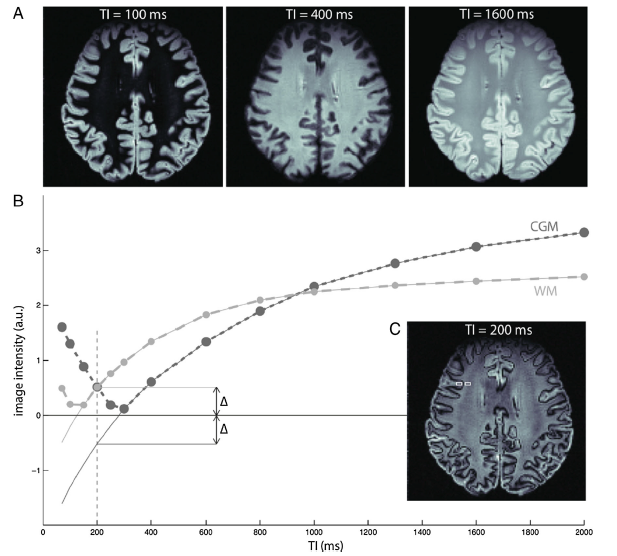 A
TI = 100 ms
TI = 400 ms
TI = 1600 ms
B
CGM
WM
3
2
1
0
−1
image intensity (a.u.)
Δ
Δ
C
TI = 200 ms
0 200 400 600 800 1000 1200 1400 1600 1800 2000
TI (ms)